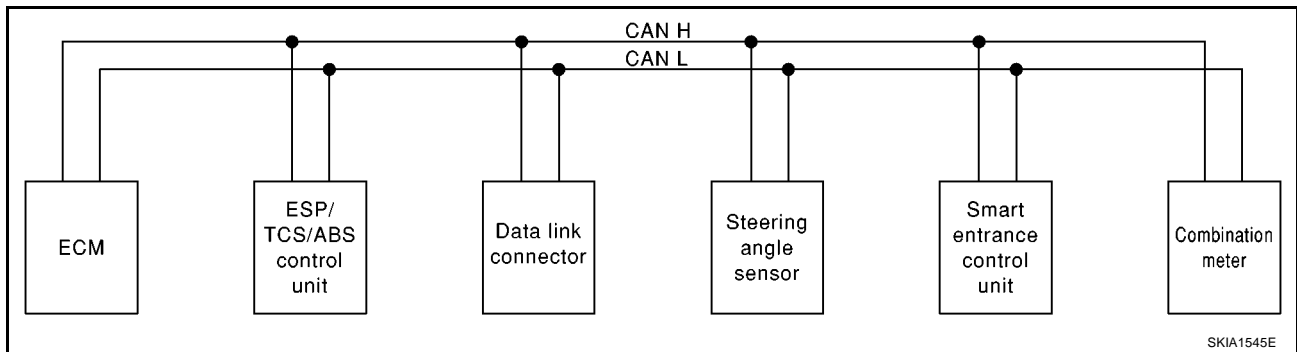 CAN H
CAN L
ECM
ESP/
TCS/ABS
control
unit
Data link
connector
Steering
angle
sensor
Smart
entrance
control
unit
Combination
meter
SKIA1545E